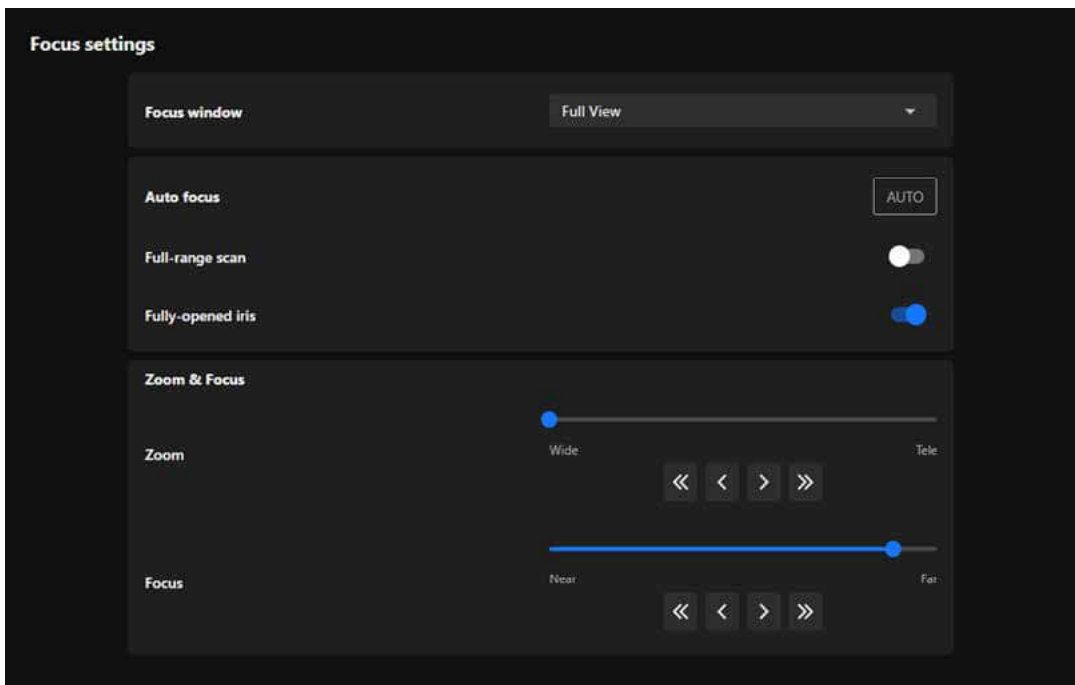 Focus settings
Focus window
Full View
Auto focus
AUTO
Full-range scan
Fully-opened iris
Zoom & Focus
Zoom
Wide
Tele
Focus
Near
Far